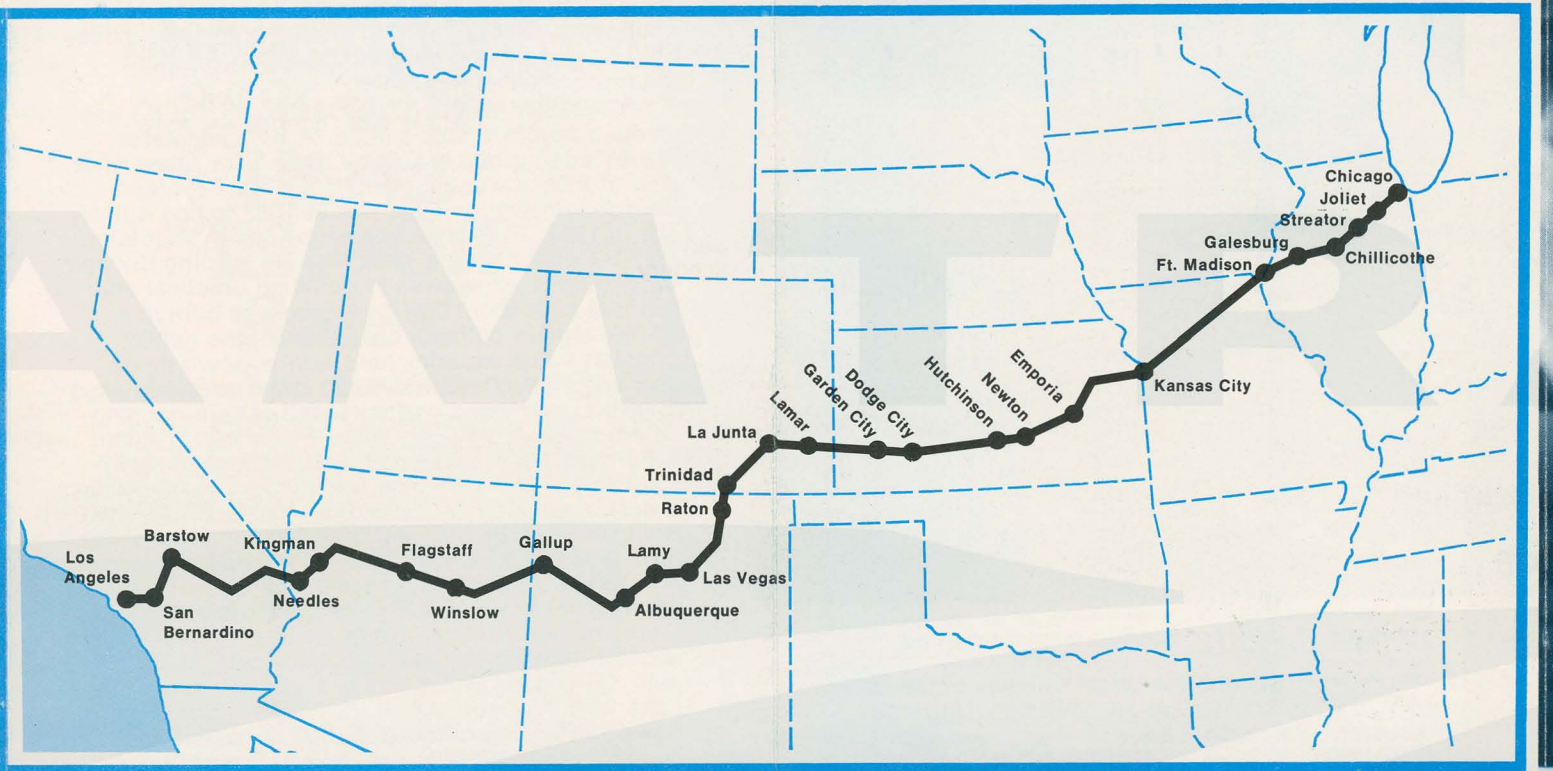 AMTRA
Chicago
Joliet
Streator
Chillicothe
Galesburg
Ft. Madison
Kansas City
Emporia
Newton
Hutchinson
Dodge City
Garden City
Lamar
La Junta
Trinidad
Raton
Las Vegas
Lamy
Albuquerque
Gallup
Winslow
Flagstaff
Kingman
Needles
Barstow
San
Bernardino
Los
Angeles